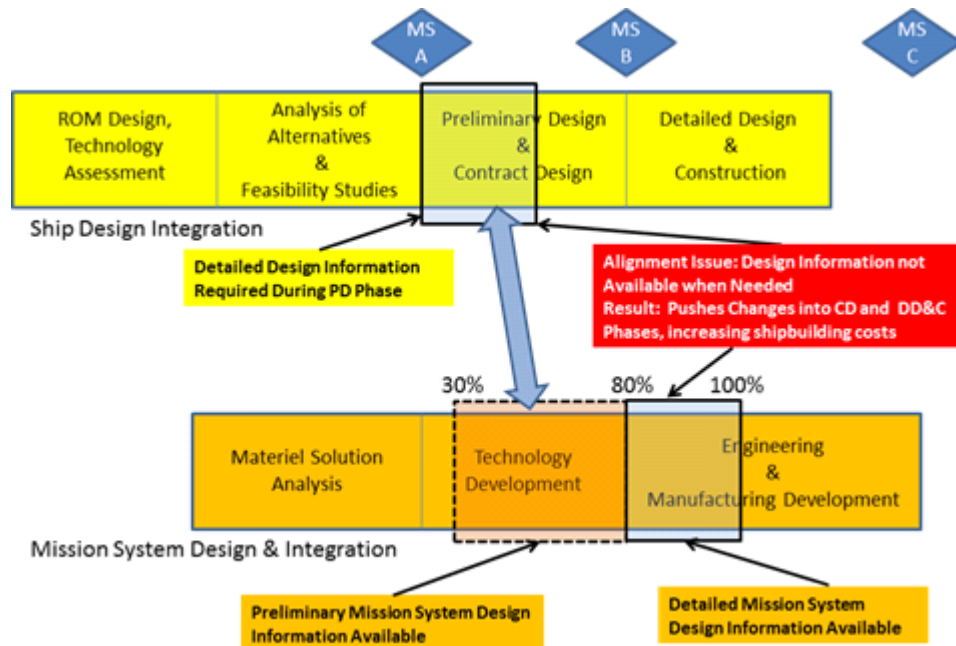 MS
A
MS
B
MS
C
ROM Design,
Technology
Assessment
Analysis of
Alternatives
&
Feasibility Studies
Preliminary Design
&
Contract Design
Detailed Design
&
Construction
Ship Design Integration
Detailed Design Information
Required During PD Phase
Alignment Issue: Design Information not
Available when Needed
Result: Pushes Changes into CD and DD&C
Phases, increasing shipbuilding costs
30%
80%
100%
Materiel Solution
Analysis
Technology
Development
Engineering
&
Manufacturing Development
Mission System Design & Integration
Preliminary Mission System Design
Information Available
Detailed Mission System
Design Information Available